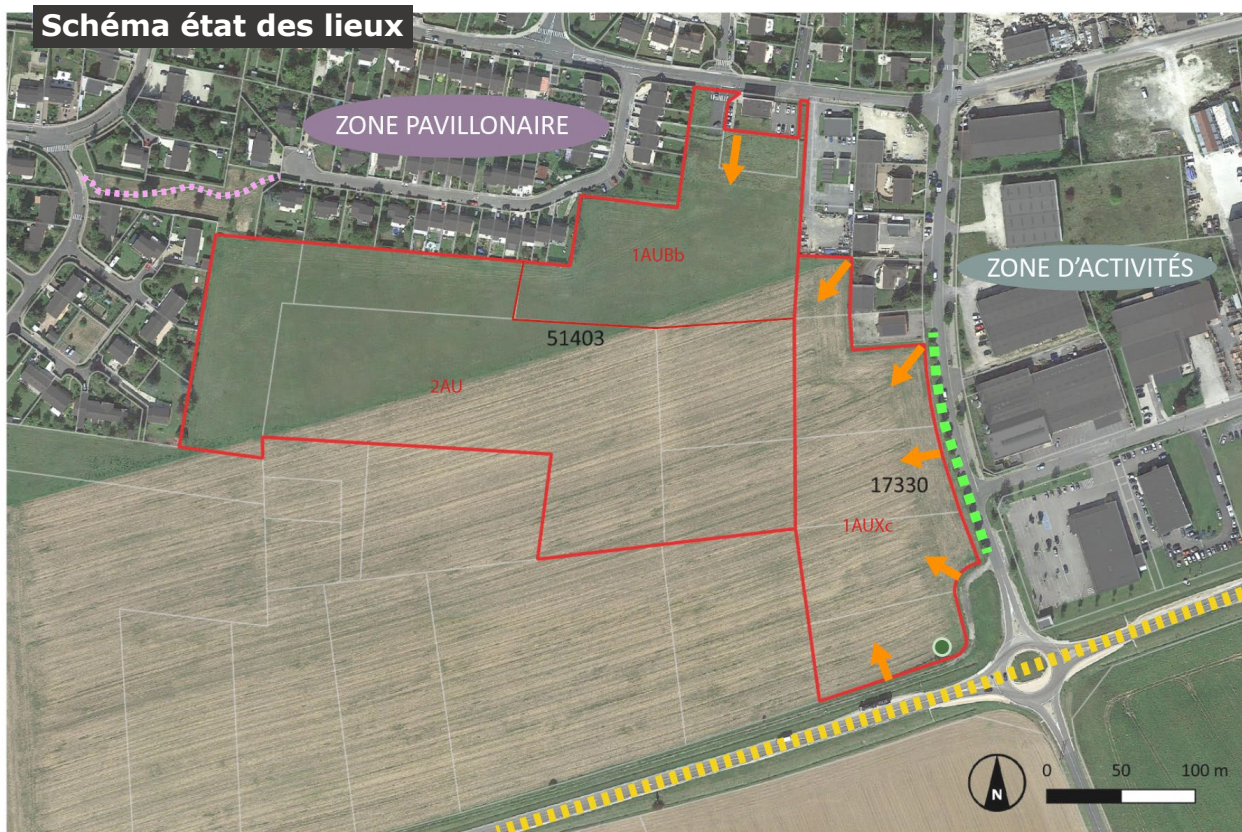 Schéma état des lieux
ZONE PAVILLONAIRE
1AUBb
ZONE D'ACTIVITÉS
51403
2AU
17330
1AUXc
N
0 50 100 m